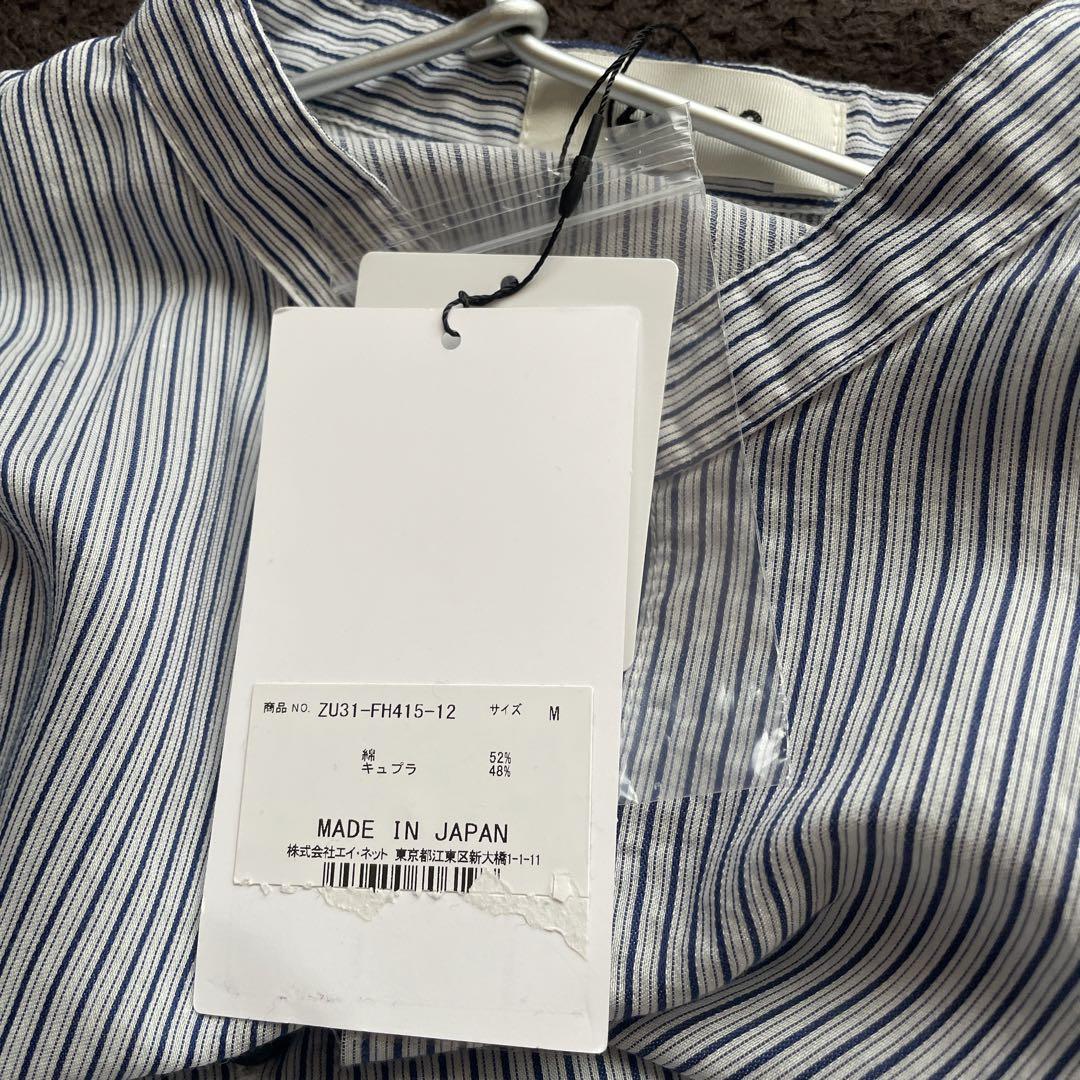 商品 NO. ZU31-FH415-12 サイズ M
綿 52%
キュプラ 48%
MADE IN JAPAN
株式会社エイ・ネット 東京都江東区新大橋1-1-11